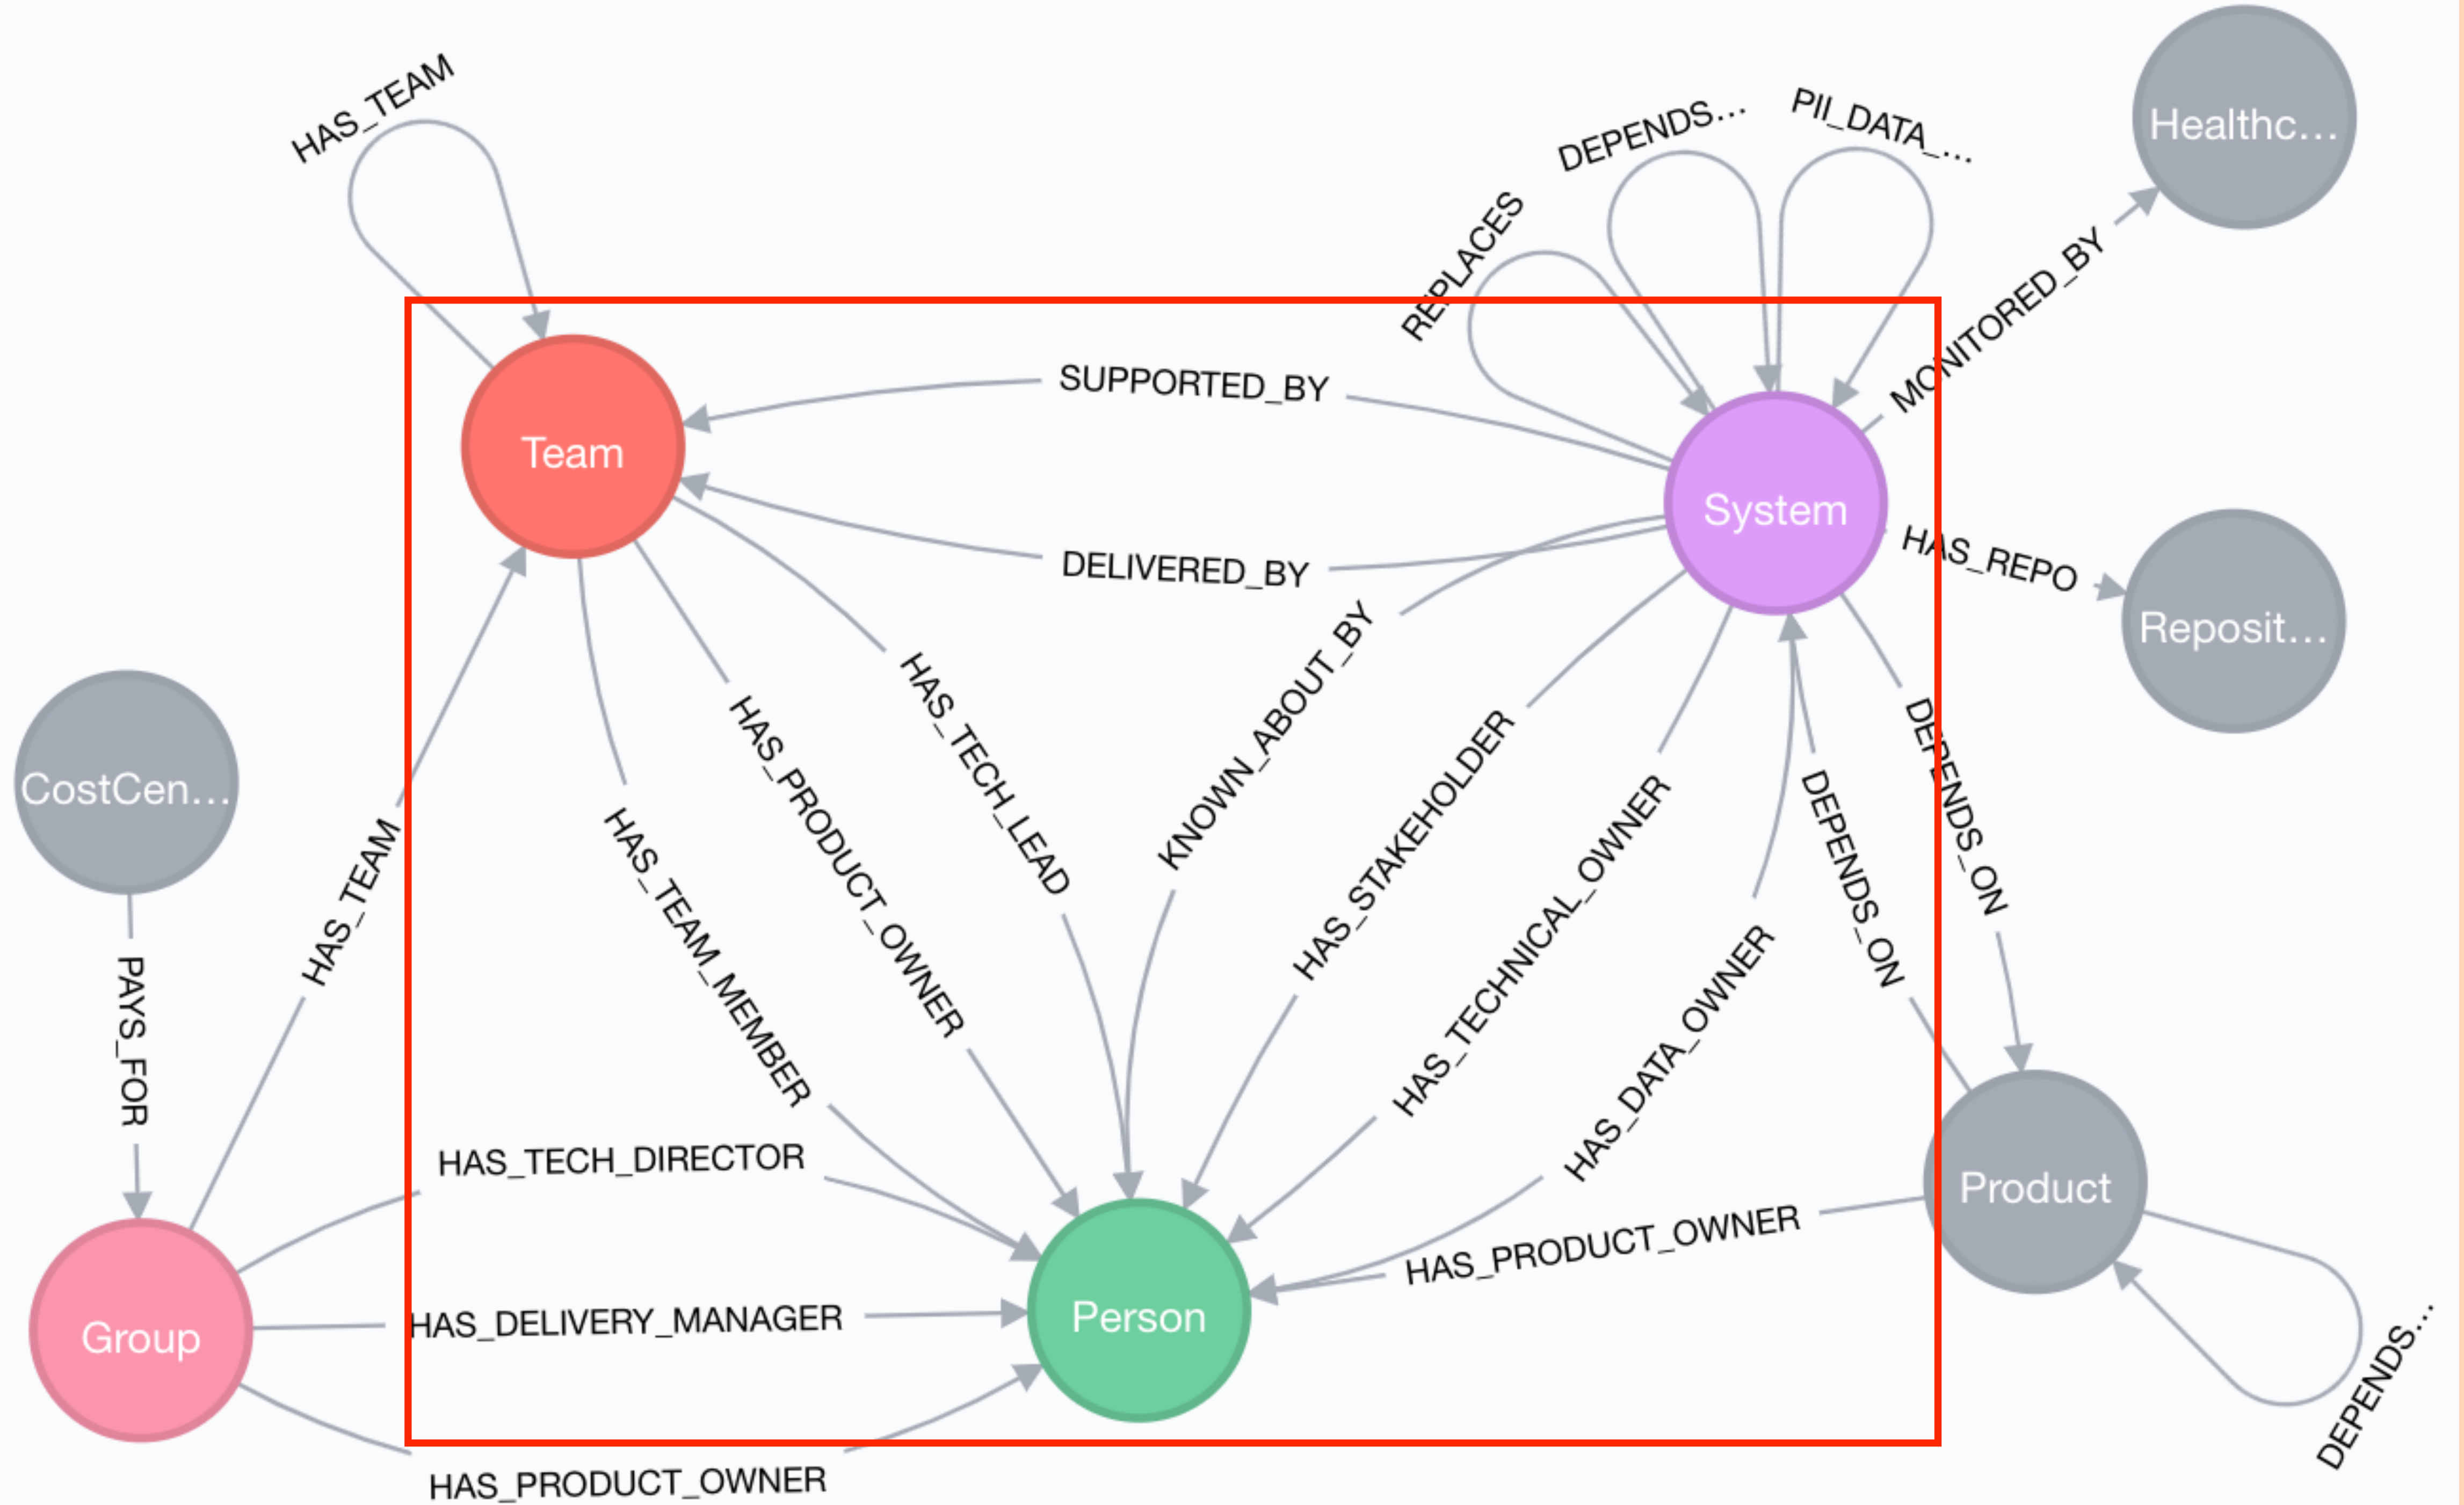 HAS_TEAM
DEPENDS...
PII_DATA_...
Healthc...
REPLACES
MONITORED_BY
SUPPORTED_BY
Team
System
HAS_REPO
DELIVERED_BY
Reposit...
KNOWN_ABOUT_BY
HAS_TECH_LEAD
HAS_PRODUCT_OWNER
HAS_STAKEHOLDER
DEPENDS_ON
CostCen...
HAS_TECHNICAL_OWNER
DEPENDS_ON
HAS_TEAM
HAS_TEAM_MEMBER
PAYS_FOR
HAS_DATA_OWNER
HAS_TECH_DIRECTOR
Product
HAS_PRODUCT_OWNER
Group
HAS_DELIVERY_MANAGER
Person
DEPENDS...
HAS_PRODUCT_OWNER